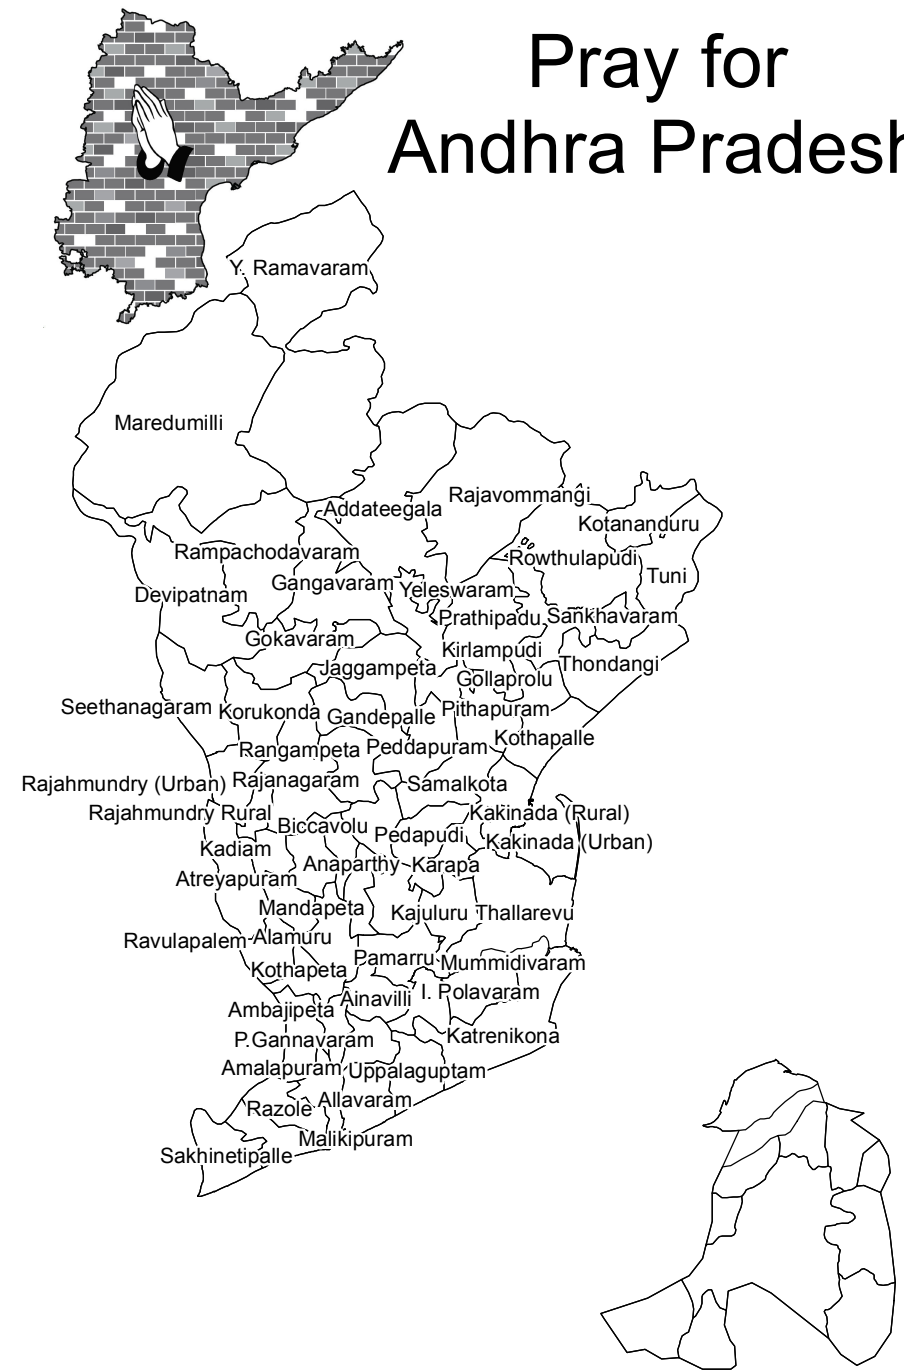 Pray for
Andhra Pradesh
Y. Ramavaram
Maredumilli
Rajavommangi
Addateegala
Kotananduru
Rampachodavaram
Rowthulapudi
Tuni
Gangavaram
Yeleswaram
Devipatnam
Prathipadu
Sankhavaram
Gokavaram
Kirlampudi
Jaggampeta
Thondangi
Gollaprolu
Seethanagaram
Korukonda
Gandepalle
Pithapuram
Kothapalle
Rangampeta
Peddapuram
Rajahmundry (Urban)
Rajanagaram
Samalkota
Rajahmundry Rural
Kakinada (Rural)
Biccavolu
Pedapudi
Kakinada (Urban)
Kadiam
Anaparthy
Karapa
Atreyapuram
Mandapeta
Kajuluru
Thallarevu
Ravulapalem
Alamuru
Pamarru
Mummidivaram
Kothapeta
Ainavilli
I. Polavaram
Ambajipeta
P.Gannavaram
Katrenikona
Amalapuram
Uppalaguptam
Razole
Allavaram
Malikipuram
Sakhinetipalle